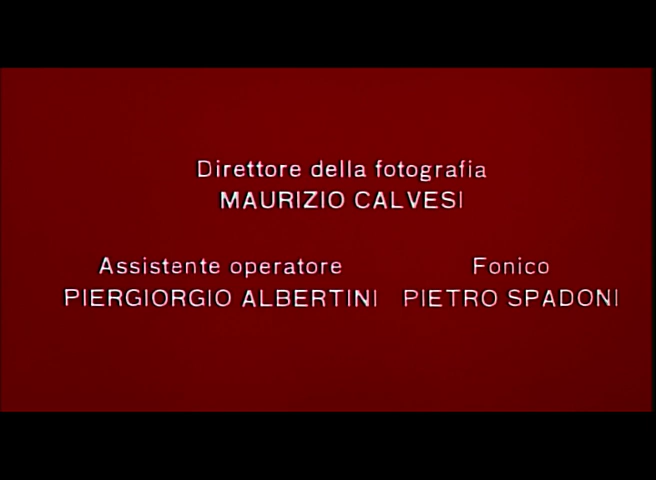 Direttore della fotografia
MAURIZIO CALVESI
Assistente operatore
PIERGIORGIO ALBERTINI
Fonico
PIETRO SPADONI